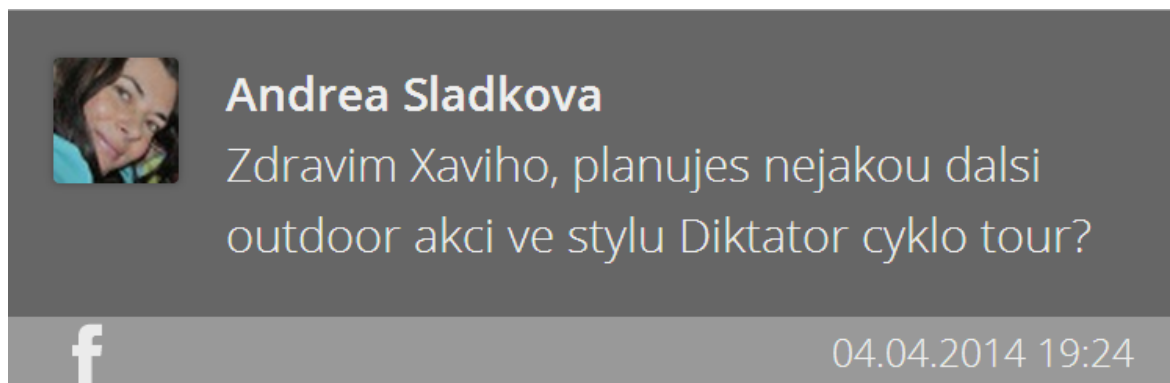 Andrea Sladkova
Zdravim Xaviho, planujes nejakou dalsi
outdoor akci ve stylu Diktator cyklo tour?
f
04.04.2014 19:24